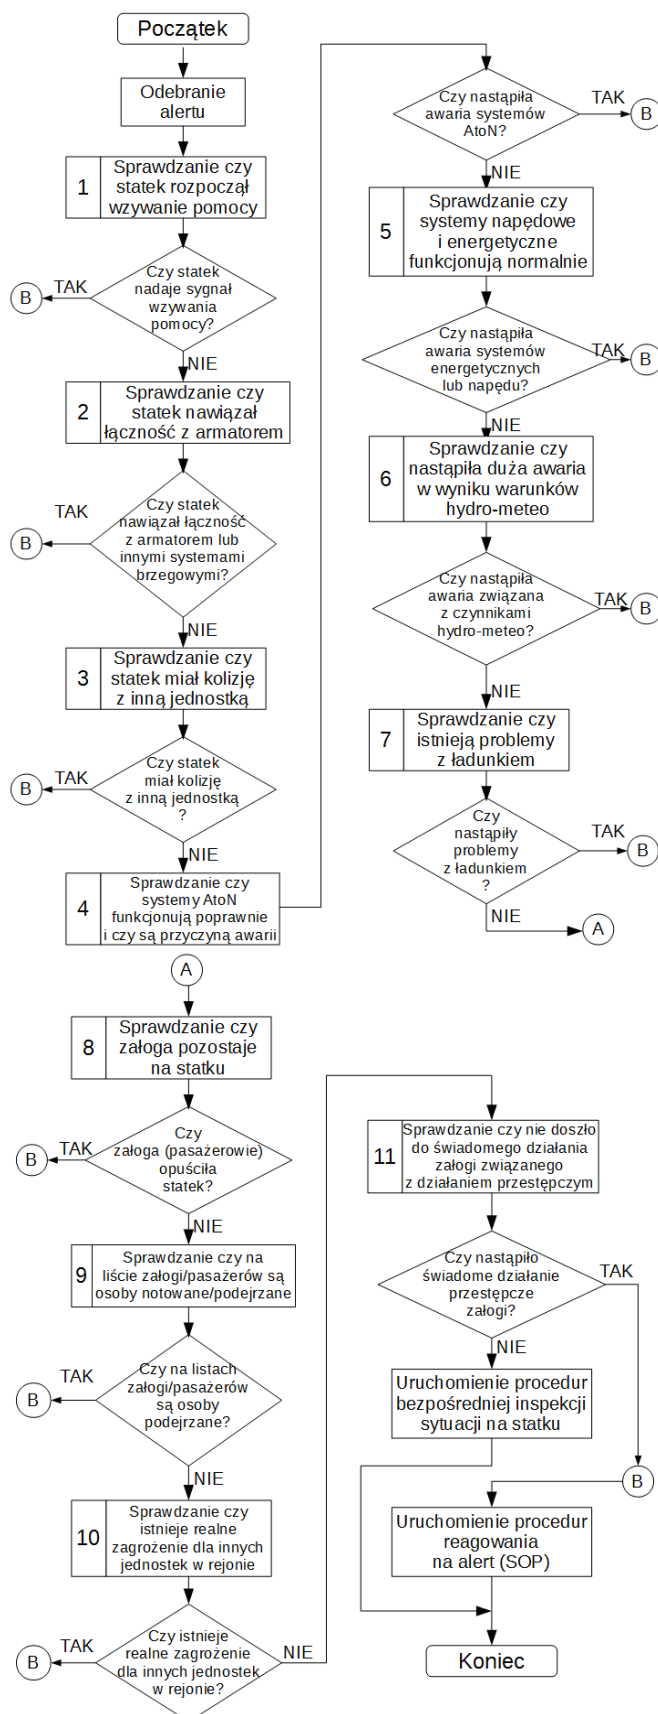 Początek
Odebranie
alertu
1
Sprawdzanie czy
statek rozpoczął
wzywanie pomocy
Czy statek
nadaje sygnał
wzywania
pomocy?
TAK
B
NIE
2
Sprawdzanie czy
statek nawiązał
łączność z armatorem
Czy statek
nawiązał łączność
z armatorem lub
innymi systemami
brzegowymi?
TAK
B
NIE
3
Sprawdzanie czy
statek miał kolizję
z inną jednostką
Czy statek
miał kolizję
z inną jednostką
?
TAK
B
NIE
4
Sprawdzanie czy
systemy AtoN
funkcjonują poprawnie
i czy są przyczyną awarii
Czy nastąpiła
awaria systemów
AtoN?
TAK
B
NIE
5
Sprawdzanie czy
systemy napędowe
i energetyczne
funkcjonują normalnie
Czy nastąpiła
awaria systemów
energetycznych
lub napędu?
TAK
B
NIE
6
Sprawdzanie czy
nastąpiła duża awaria
w wyniku warunków
hydro-meteo
Czy nastąpiła
awaria związana
z czynnikami
hydro-meteo?
TAK
B
NIE
7
Sprawdzanie czy
istnieją problemy
z ładunkiem
Czy
nastąpiły
problemy
z ładunkiem
?
TAK
B
NIE
A
A
8
Sprawdzanie czy
załoga pozostaje
na statku
Czy
załoga (pasażerowie)
opuściła
statek?
TAK
B
NIE
9
Sprawdzanie czy na
liście załogi/pasażerów są
osoby notowane/podejrzane
Czy na listach
załogi/pasażerów
są osoby
podejrzane?
TAK
B
NIE
10
Sprawdzanie czy
istnieje realne
zagrożenie dla innych
jednostek w rejonie
Czy istnieje
realne zagrożenie
dla innych jednostek
w rejonie?
TAK
B
NIE
11
Sprawdzanie czy nie doszło
do świadomego działania
załogi związanego
z działaniem przestępczym
Czy nastąpiło
świadome działanie
przestępcze
załogi?
TAK
NIE
Uruchomienie procedur
bezpośredniej inspekcji
sytuacji na statku
B
Uruchomienie procedur
reagowania
na alert (SOP)
Koniec